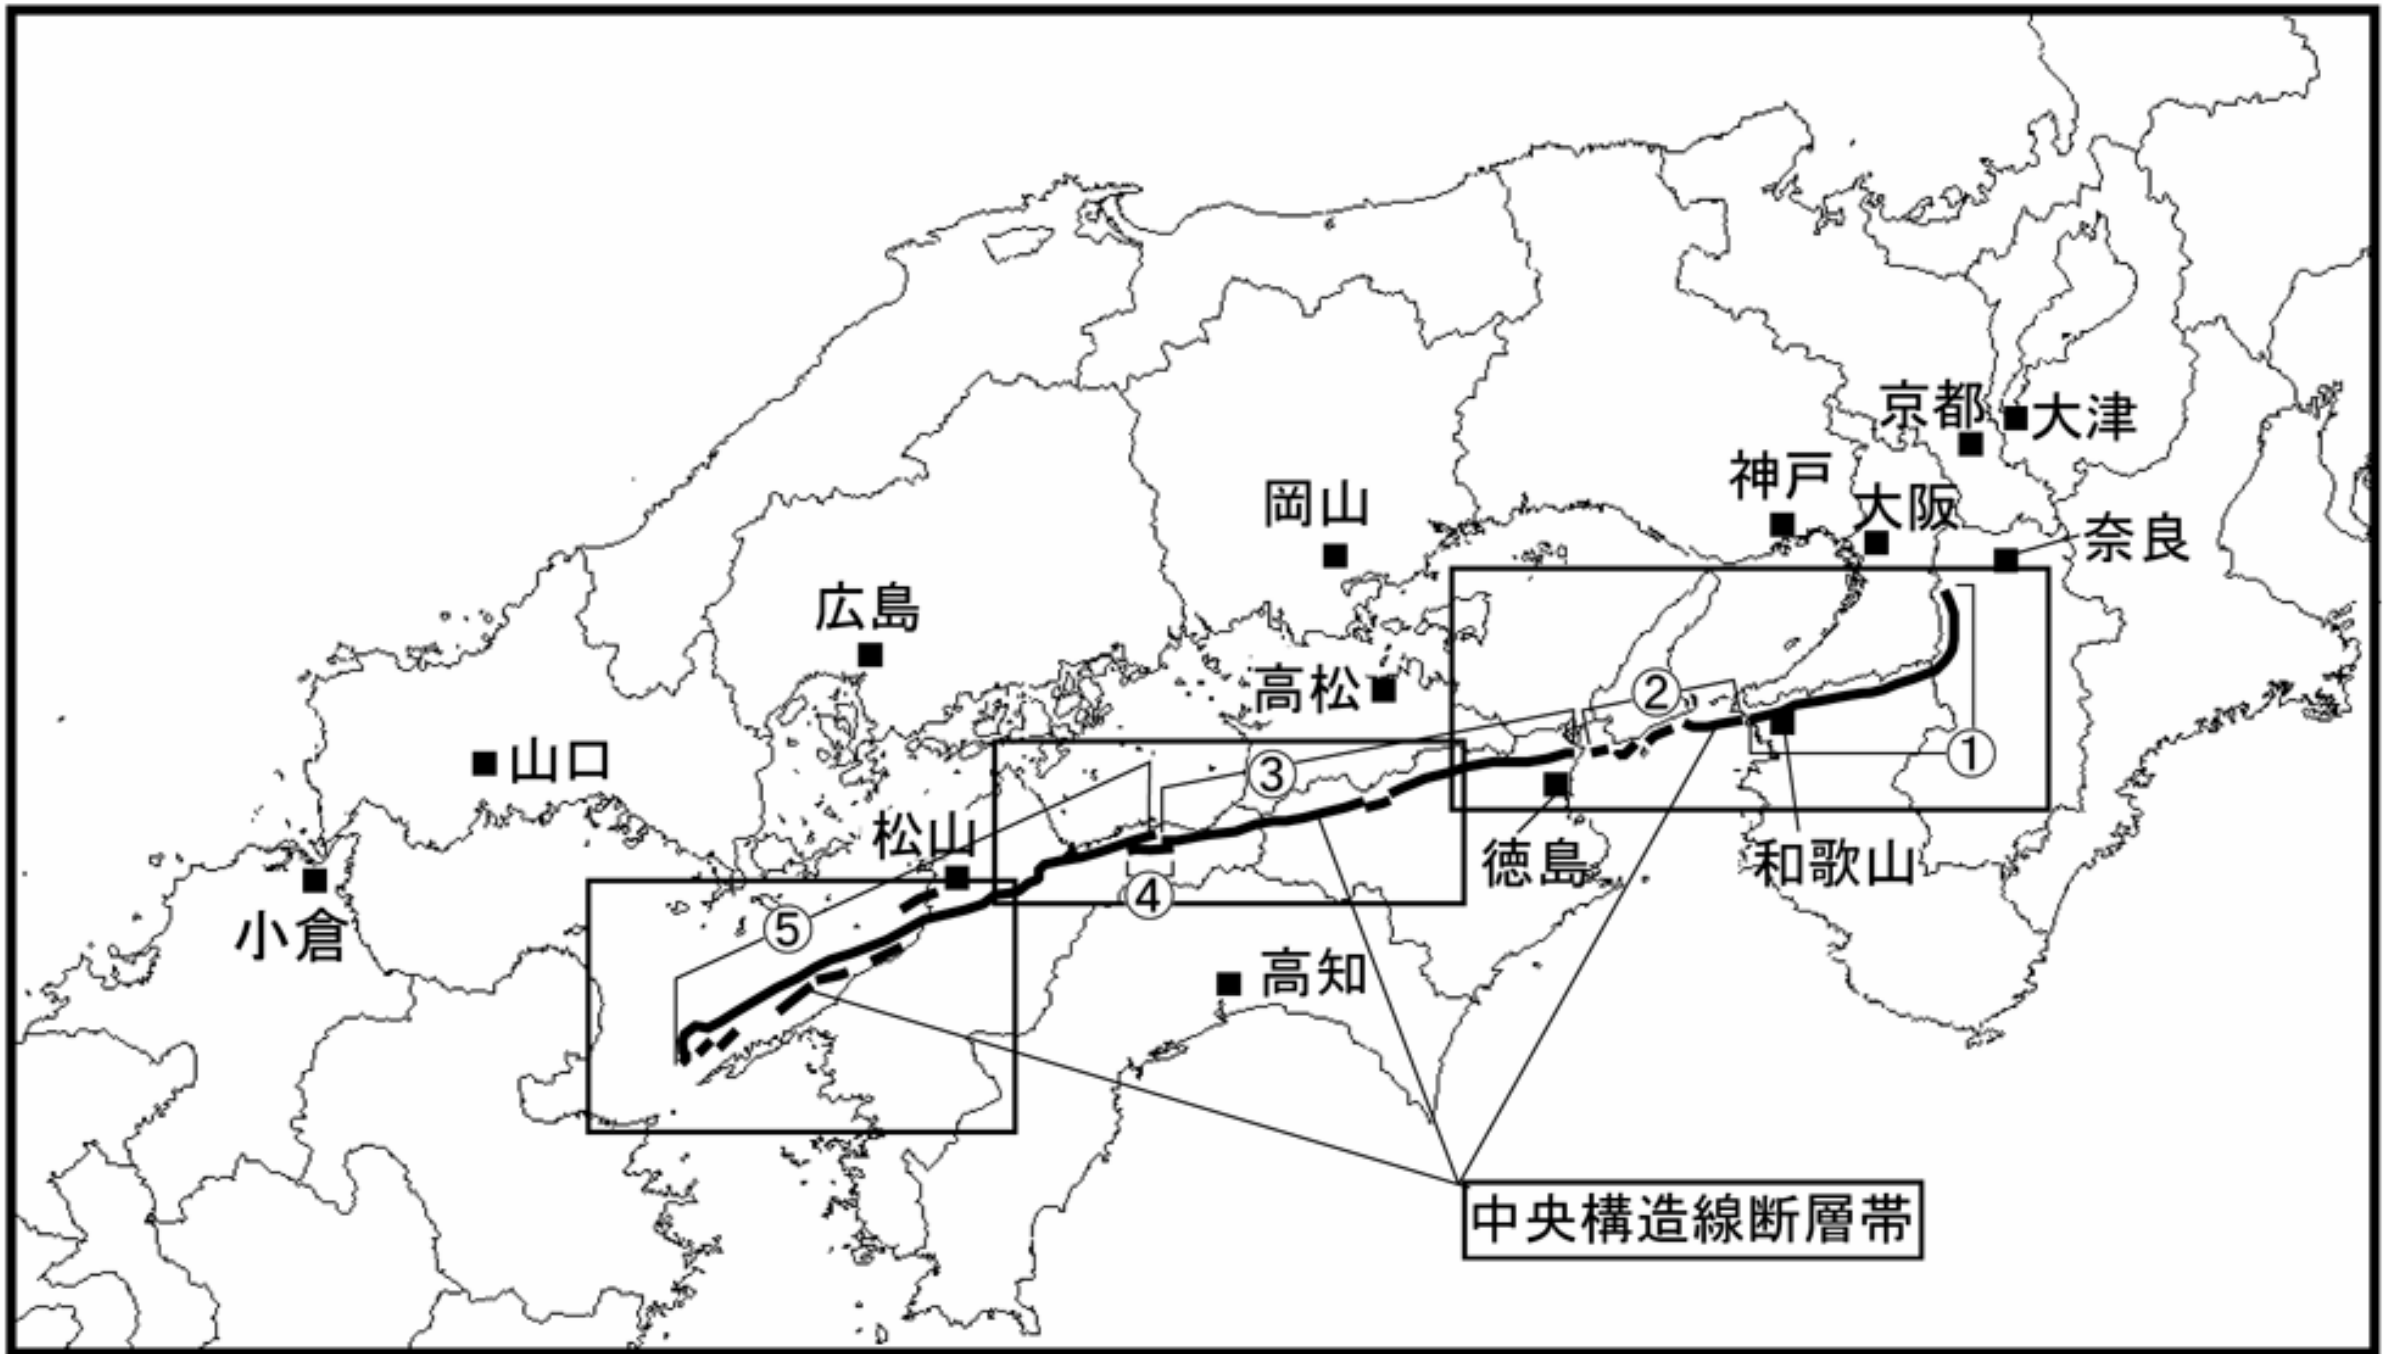 京都
大津
神戸
大阪
岡山
奈良
広島
高松
②
山口
③
①
松山
徳島
和歌山
④
小倉
⑤
高知
中央構造線断層帯